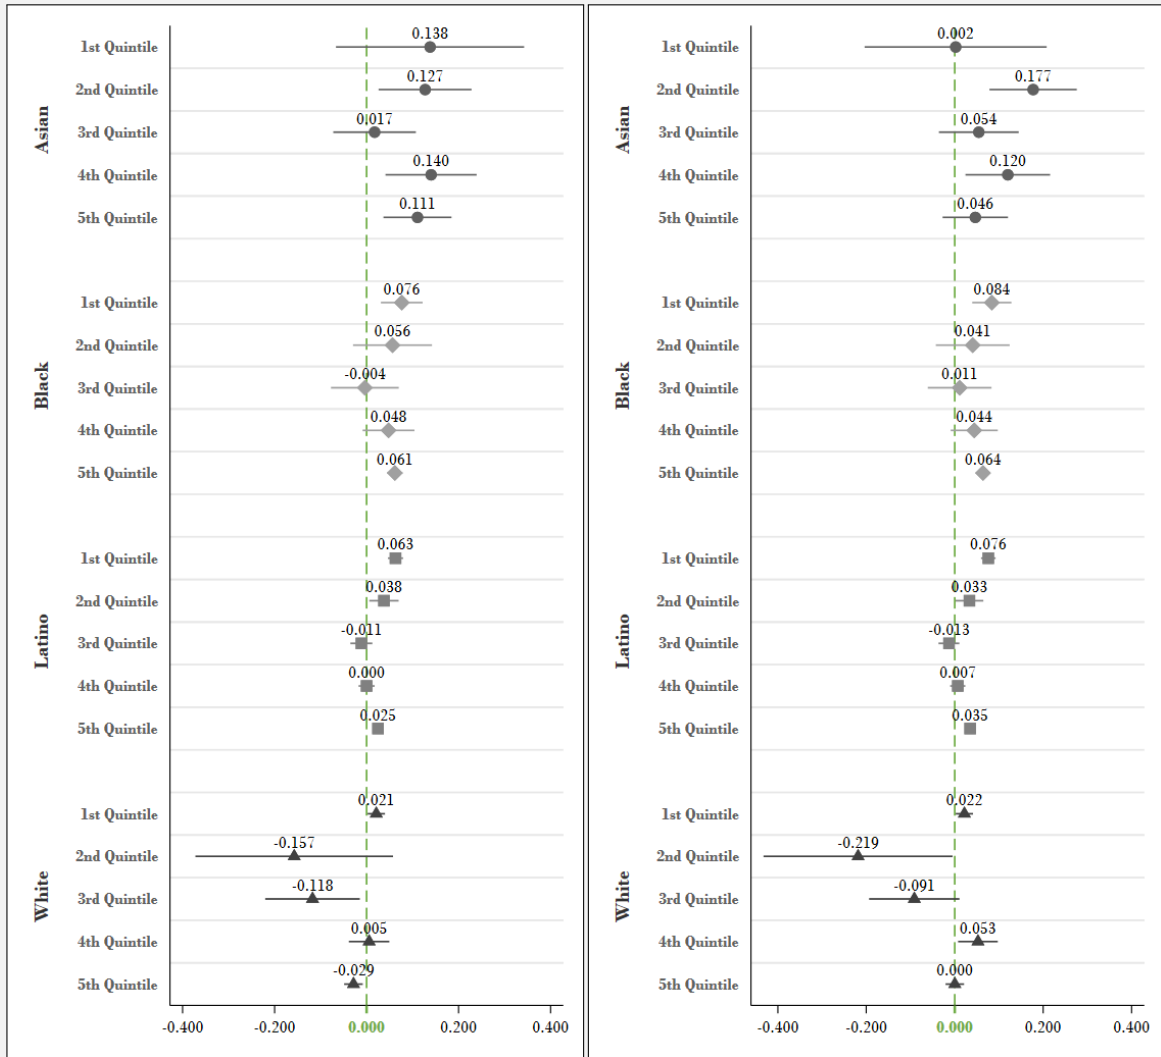 Asian
1st Quintile 0.138
2nd Quintile 0.127
3rd Quintile 0.017
4th Quintile 0.140
5th Quintile 0.111
Black
1st Quintile 0.076
2nd Quintile 0.056
3rd Quintile -0.004
4th Quintile 0.048
5th Quintile 0.061
Latino
1st Quintile 0.063
2nd Quintile 0.038
3rd Quintile -0.011
4th Quintile 0.000
5th Quintile 0.025
White
1st Quintile 0.021
2nd Quintile -0.157
3rd Quintile -0.118
4th Quintile 0.005
5th Quintile -0.029
-0.400 -0.200 0.000 0.200 0.400
Asian
1st Quintile 0.002
2nd Quintile 0.177
3rd Quintile 0.054
4th Quintile 0.120
5th Quintile 0.046
Black
1st Quintile 0.084
2nd Quintile 0.041
3rd Quintile 0.011
4th Quintile 0.044
5th Quintile 0.064
Latino
1st Quintile 0.076
2nd Quintile 0.033
3rd Quintile -0.013
4th Quintile 0.007
5th Quintile 0.035
White
1st Quintile 0.022
2nd Quintile -0.219
3rd Quintile -0.091
4th Quintile 0.053
5th Quintile 0.000
-0.400 -0.200 0.000 0.200 0.400